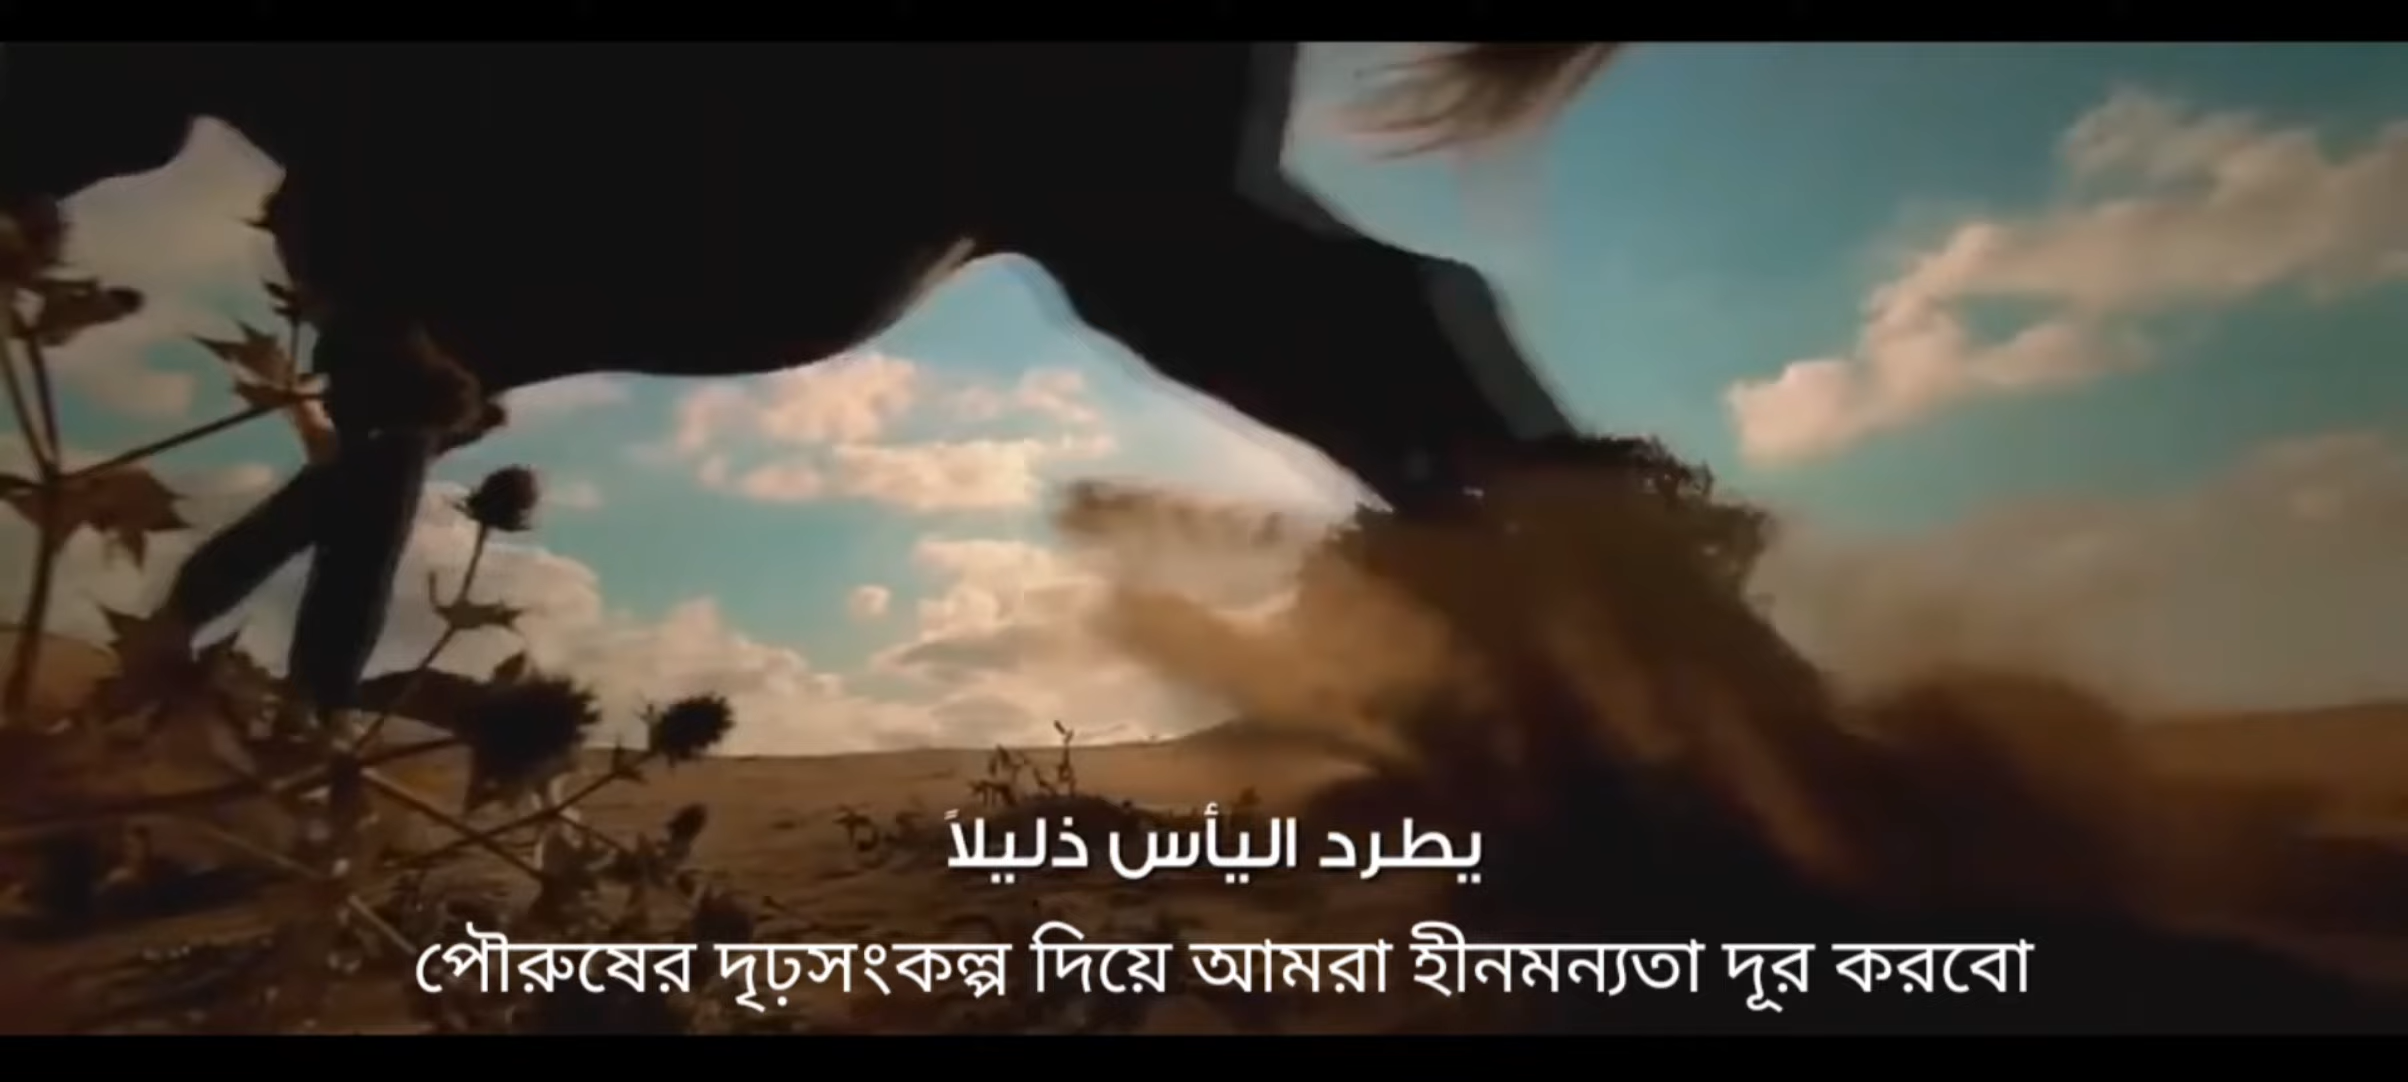 يطرد اليأس ذليلاً
পৌরুষের দৃঢ়সংকল্প দিয়ে আমরা হীনমন্যতা দূর করবো